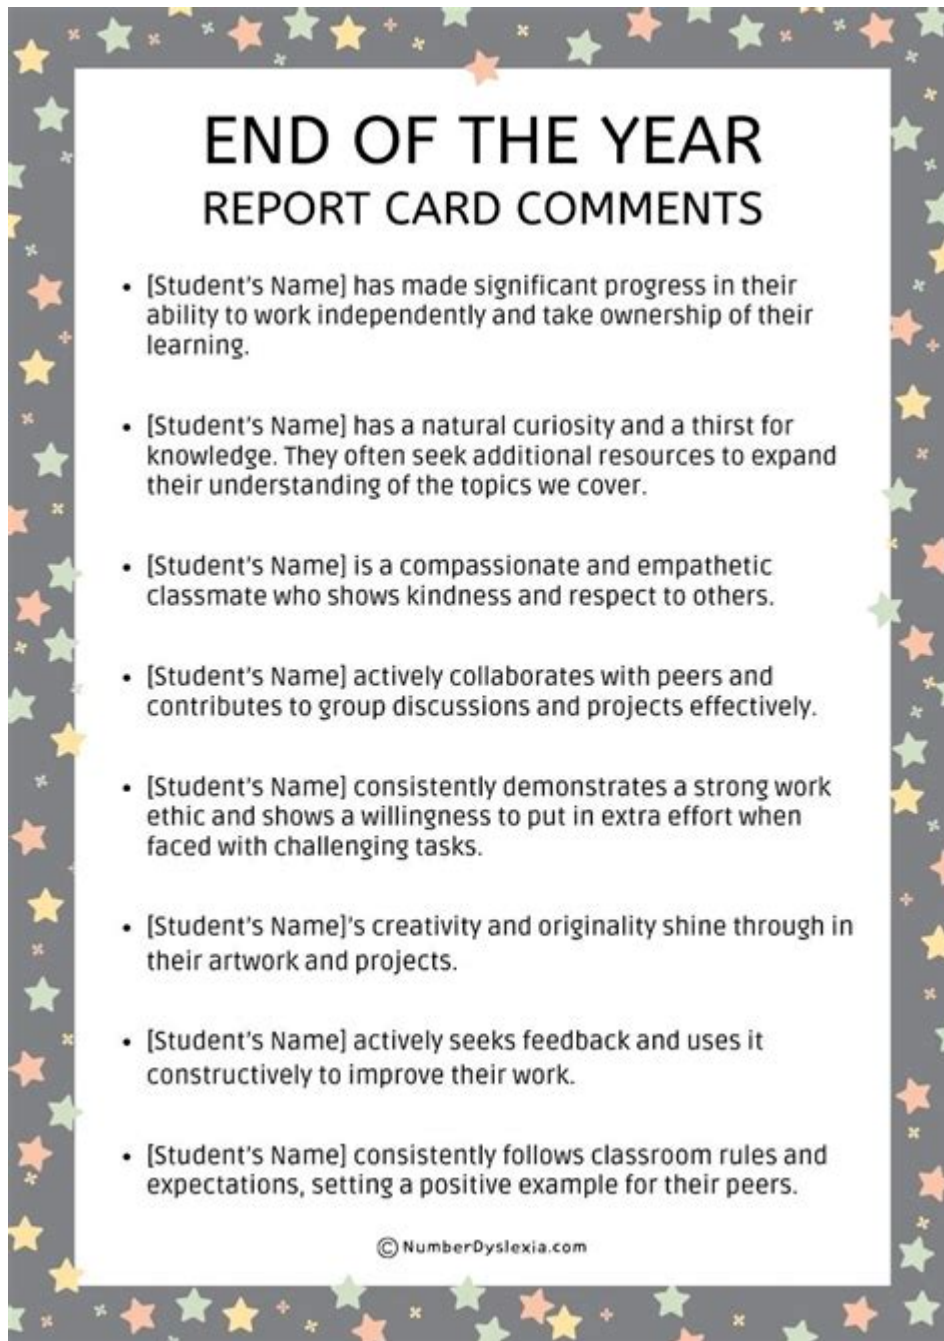 END OF THE YEAR
REPORT CARD COMMENTS
• [Student's Name] has made significant progress in their
ability to work independently and take ownership of their
learning.
• [Student's Name] has a natural curiosity and a thirst for
knowledge. They often seek additional resources to expand
their understanding of the topics we cover.
• [Student's Name] is a compassionate and empathetic
classmate who shows kindness and respect to others.
• [Student's Name] actively collaborates with peers and
contributes to group discussions and projects effectively.
• [Student's Name] consistently demonstrates a strong work
ethic and shows a willingness to put in extra effort when
faced with challenging tasks.
• [Student's Name]'s creativity and originality shine through in
their artwork and projects.
• [Student's Name] actively seeks feedback and uses it
constructively to improve their work.
• [Student's Name] consistently follows classroom rules and
expectations, setting a positive example for their peers.
© NumberDyslexia.com